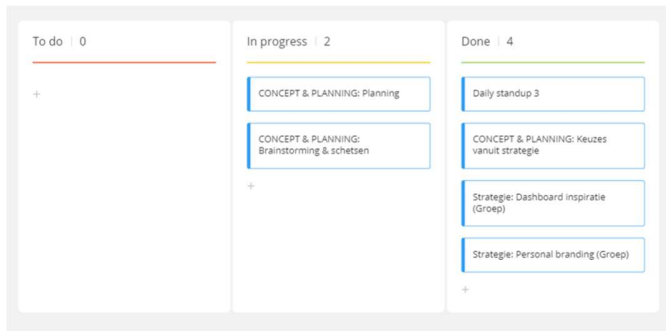 To do | 0
+
In progress | 2
CONCEPT & PLANNING: Planning
CONCEPT & PLANNING:
Brainstorming & schetsen
+
Done | 4
Daily standup 3
CONCEPT & PLANNING: Keuzes
vanuit strategie
Strategie: Dashboard inspiratie
(Groep)
Strategie: Personal branding (Groep)
+